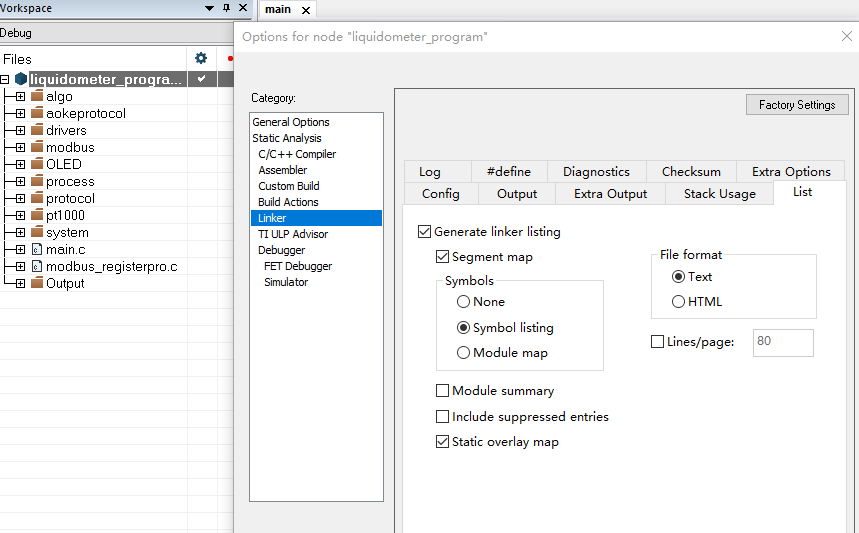 Workspace
main
Debug
Options for node "liquidometer_program"
Files
liquidometer_progra...
algo
aokeprotocol
drivers
modbus
OLED
process
protocol
pt1000
system
main.c
modbus_registerpro.c
Output
Category:
General Options
Static Analysis
C/C++ Compiler
Assembler
Custom Build
Build Actions
Linker
TI ULP Advisor
Debugger
FET Debugger
Simulator
Factory Settings
Log #define Diagnostics Checksum Extra Options
Config Output Extra Output Stack Usage List
Generate linker listing
Segment map
Symbols
None
Symbol listing
Module map
File format
Text
HTML
Lines/page: 80
Module summary
Include suppressed entries
Static overlay map